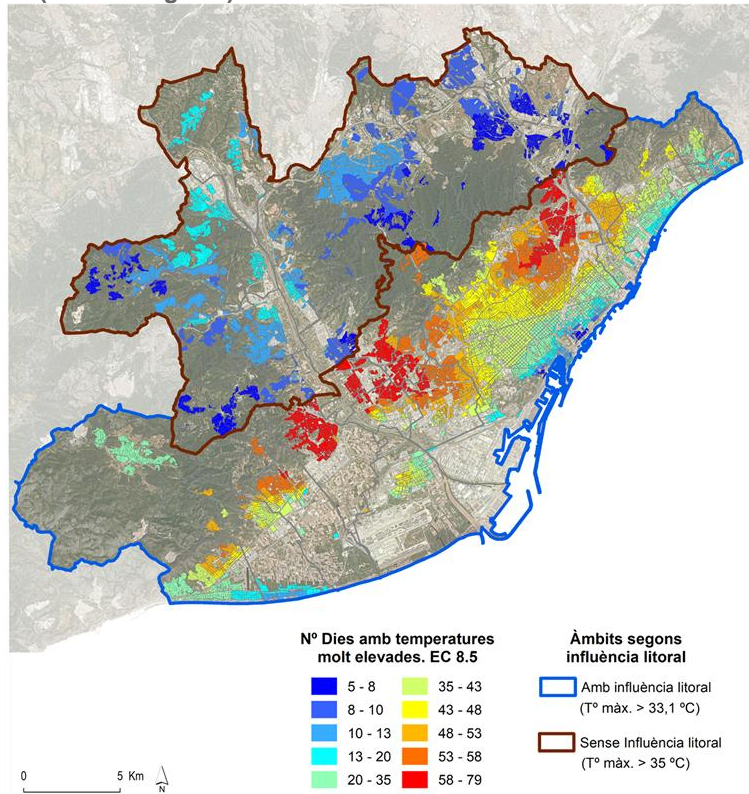 Nº Dies amb temperatures
molt elevades. EC 8.5
5 - 8
8 - 10
10 - 13
13 - 20
20 - 35
35 - 43
43 - 48
48 - 53
53 - 58
58 - 79
Àmbits segons
influència litoral
Amb influència litoral
(Tº màx. > 33,1 ºC)
Sense Influència litoral
(Tº màx. > 35 ºC)
0 5 Km
N